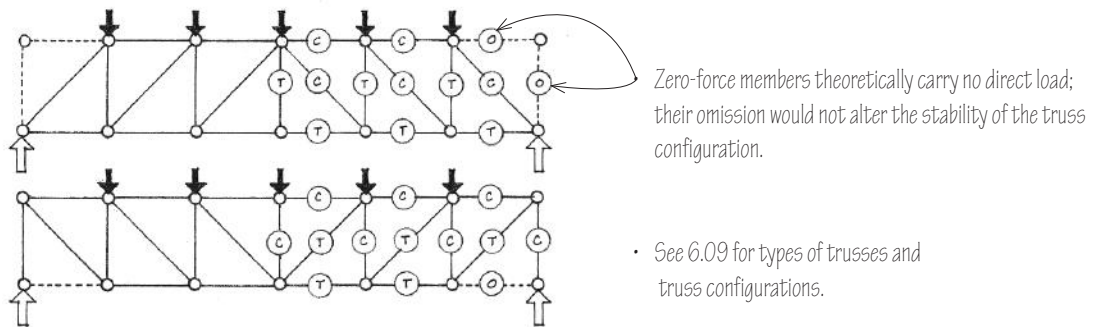 C C O
T C T C T C O
T T T
C C C
C T C T C T C
T T O
Zero-force members theoretically carry no direct load;
their omission would not alter the stability of the truss
configuration.
• See 6.09 for types of trusses and
truss configurations.